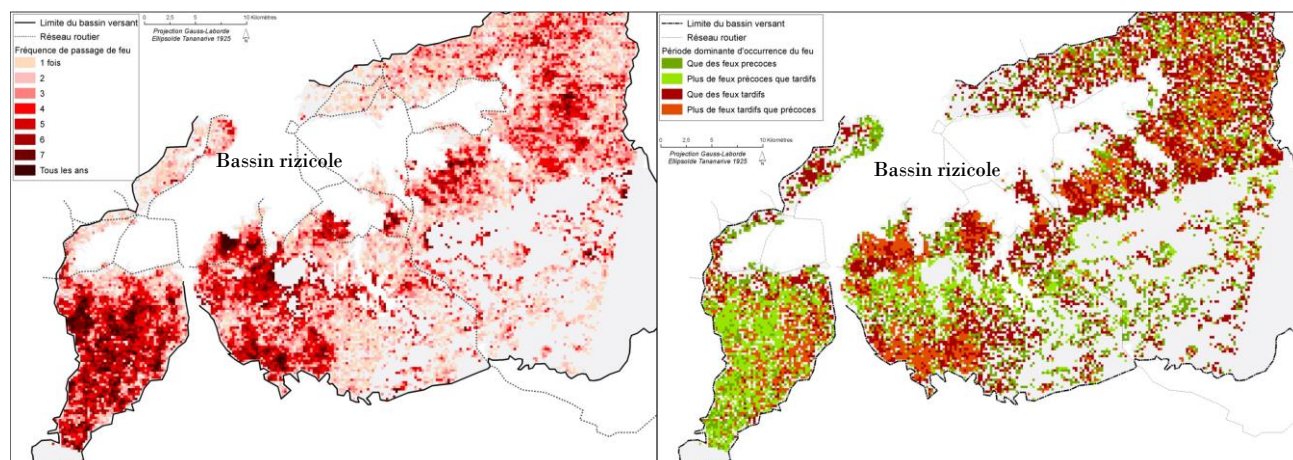 Limite du bassin versant
Réseau routier
Fréquence de passage de feu
1 fois
2
3
4
5
6
7
Tous les ans
0 2,5 5 10 Kilomètres
Projection Gauss-Laborde
Ellipsoïde Tananarive 1925
N
Bassin rizicole
Limite du bassin versant
Réseau routier
Période dominante d'occurrence du feu
Que des feux precoces
Plus de feux précoces que tardifs
Que des feux tardifs
Plus de feux tardifs que précoces
0 2,5 5 10 Kilomètres
Projection Gauss-Laborde
Ellipsoïde Tananarive 1925
N
Bassin rizicole